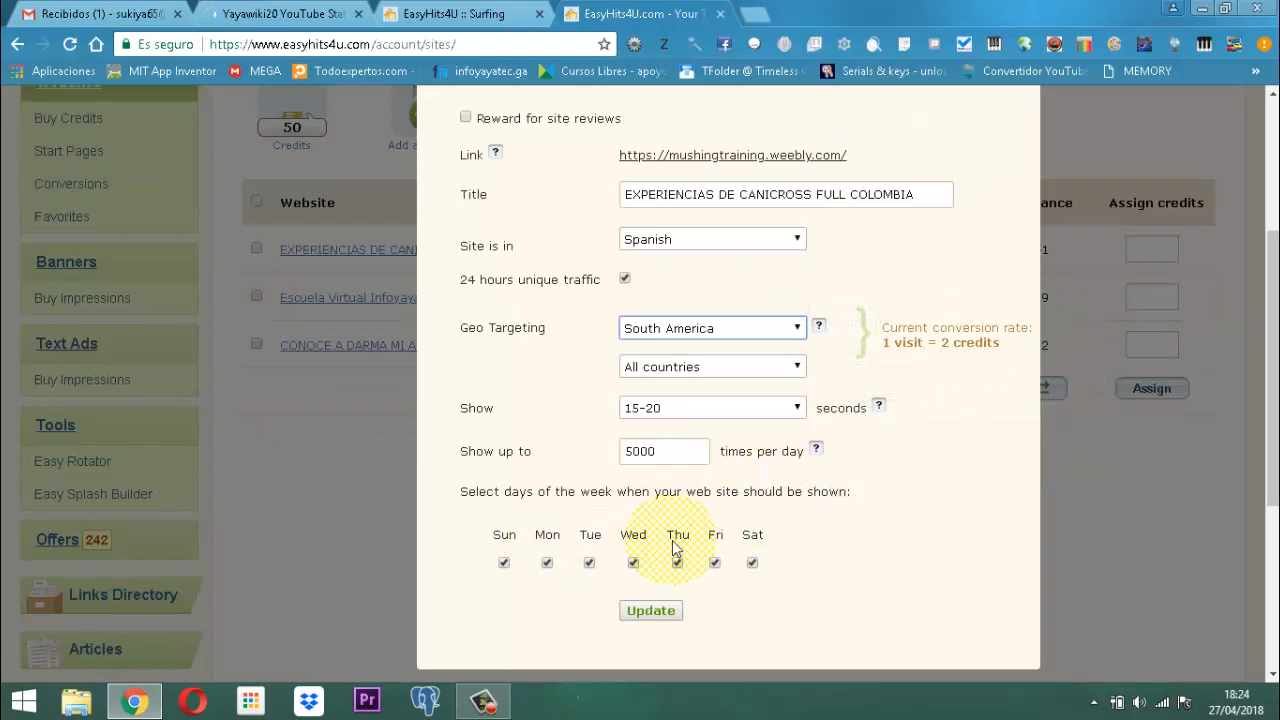 Recibidos (1) - sukiya65@
Yayawiki20 YouTube Stat
EasyHits4U :: Surfing
EasyHits4U.com - Your T
Es seguro
https://www.easyhits4u.com/account/sites/
Aplicaciones
MIT App Inventor
MEGA
Todoexpertos.com -
infoyayatec.ga
Cursos Libres - apoyo
TFolder @ Timeless
Serials & keys - unloc
Convertidor YouTub
MEMORY
»
Buy Credits
Start Pages
Conversions
Favorites
Banners
Buy Impressions
Text Ads
Buy Impressions
Tools
Easy Rotator
Easy Splash Builder
Offers 242
Links Directory
Articles
50
Credits
Add a
Website
Assign credits
EXPERIENCIAS DE CANI
Escuela Virtual Infoyaya
CONOCE A DARMA MI A
1
9
2
Assign
Reward for site reviews
Link ?
https://mushingtraining.weebly.com/
Title
EXPERIENCIAS DE CANICROSS FULL COLOMBIA
Site is in
Spanish
24 hours unique traffic
Geo Targeting
South America
?
Current conversion rate:
1 visit = 2 credits
All countries
Show
15-20
seconds ?
Show up to
5000
times per day ?
Select days of the week when your web site should be shown:
Sun Mon Tue Wed Thu Fri Sat
Update
18:24
27/04/2018